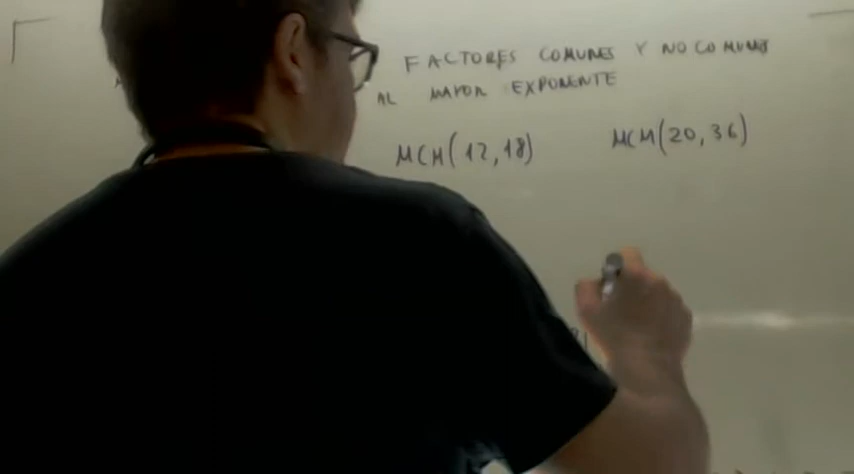 FACTORES COMUNES Y NO COMUNES
AL MAYOR EXPONENTE
MCM(12,18) MCM(20,36)